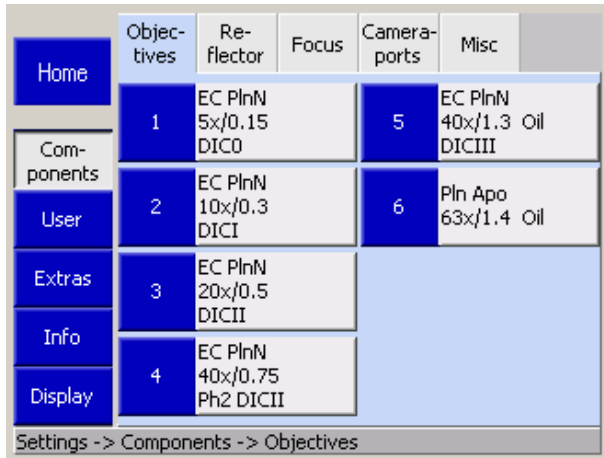 Home
Com-
ponents
User
Extras
Info
Display
Objec-
tives
Re-
flector
Focus
Camera-
ports
Misc
1
EC PlnN
5x/0.15
DIC0
2
EC PlnN
10x/0.3
DICI
3
EC PlnN
20x/0.5
DICII
4
EC PlnN
40x/0.75
Ph2 DICII
5
EC PlnN
40x/1.3 Oil
DICIII
6
Pln Apo
63x/1.4 Oil
Settings -> Components -> Objectives